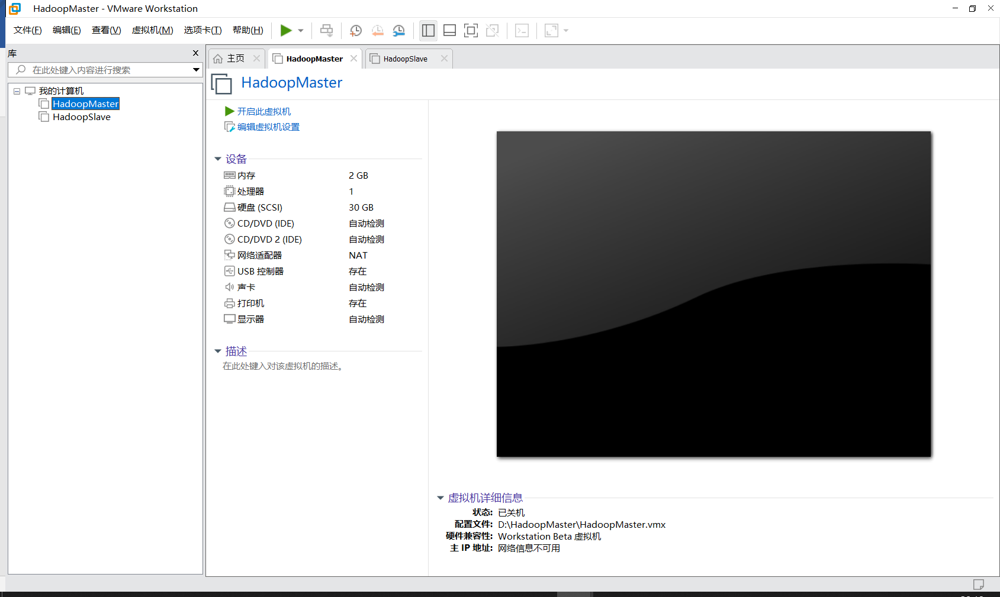 HadoopMaster - VMware Workstation
文件(F) 编辑(E) 查看(V) 虚拟机(M) 选项卡(T) 帮助(H)
库
在此处键入内容进行搜索
我的计算机
HadoopMaster
HadoopSlave
主页 HadoopMaster HadoopSlave
HadoopMaster
开启此虚拟机
编辑虚拟机设置
设备
内存 2 GB
处理器 1
硬盘 (SCSI) 30 GB
CD/DVD (IDE) 自动检测
CD/DVD 2 (IDE) 自动检测
网络适配器 NAT
USB 控制器 存在
声卡 自动检测
打印机 存在
显示器 自动检测
描述
在此处键入对该虚拟机的描述。
虚拟机详细信息
状态: 已关机
配置文件: D:\HadoopMaster\HadoopMaster.vmx
硬件兼容性: Workstation Beta 虚拟机
主 IP 地址: 网络信息不可用